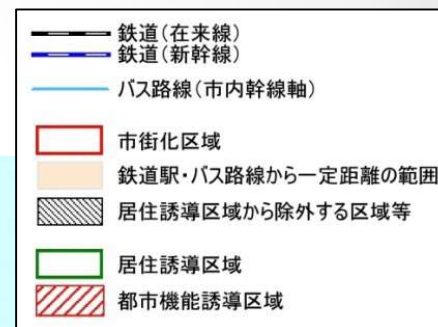 鉄道(在来線)
鉄道(新幹線)
バス路線(市内幹線軸)
市街化区域
鉄道駅・バス路線から一定距離の範囲
居住誘導区域から除外する区域等
居住誘導区域
都市機能誘導区域